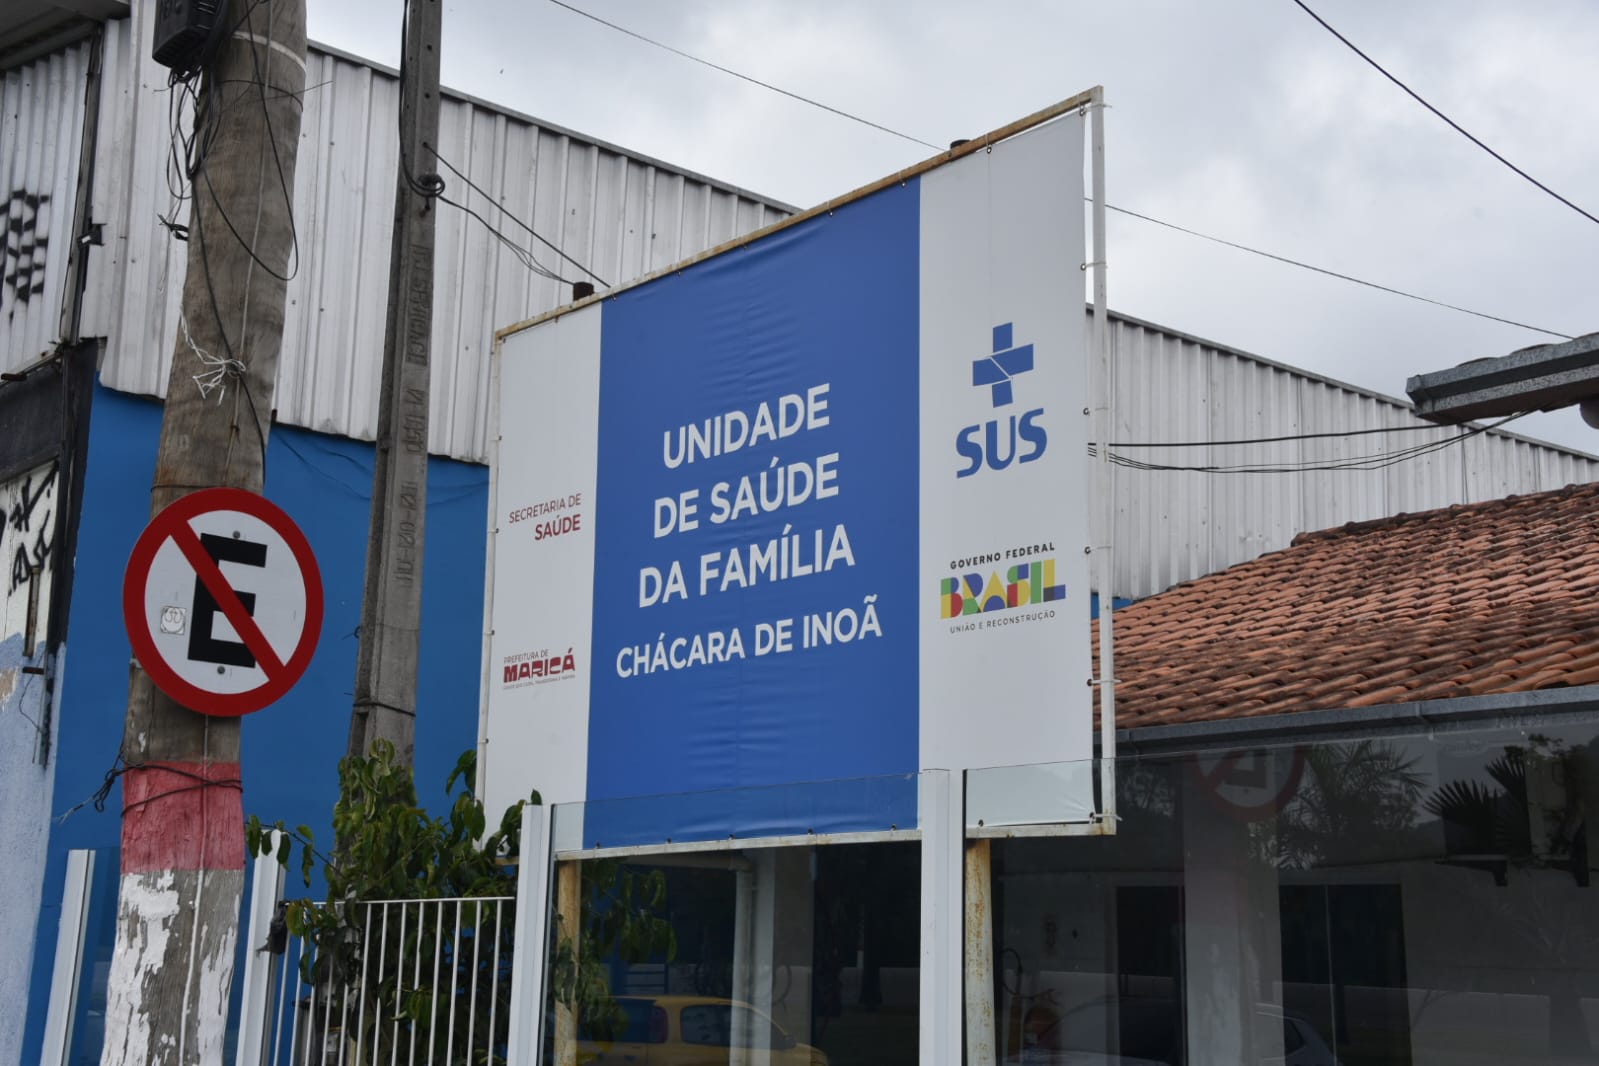 E
SECRETARIA DE
SAÚDE
PREFEITURA DE
MARICÁ
UNIDADE
DE SAÚDE
DA FAMÍLIA
CHÁCARA DE INOÃ
SUS
GOVERNO FEDERAL
BRASIL
UNIÃO E RECONSTRUÇÃO